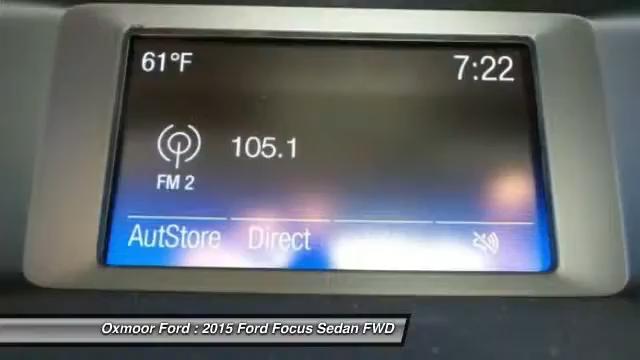 61°F
7:22
105.1
FM 2
AutStore Direct
Oxmoor Ford : 2015 Ford Focus Sedan FWD